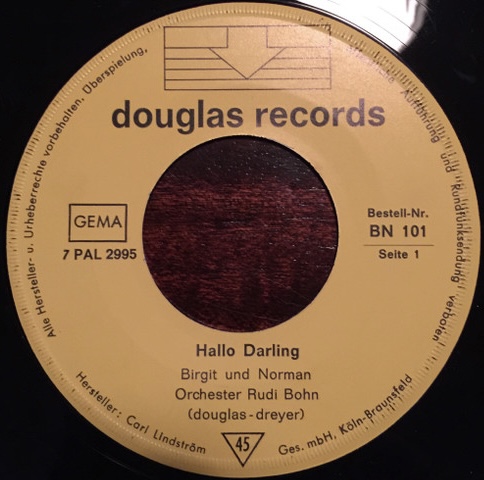 douglas records
GEMA
7 PAL 2995
Bestell-Nr.
BN 101
Seite 1
Hallo Darling
Birgit und Norman
Orchester Rudi Bohn
(douglas-dreyer)
45
Alle Hersteller- u. Urheberrechte vorbehalten. Überspielung,
Aufführung und Rundfunksendung verboten
Hersteller: Carl Lindström Ges. mbH, Köln-Braunsfeld